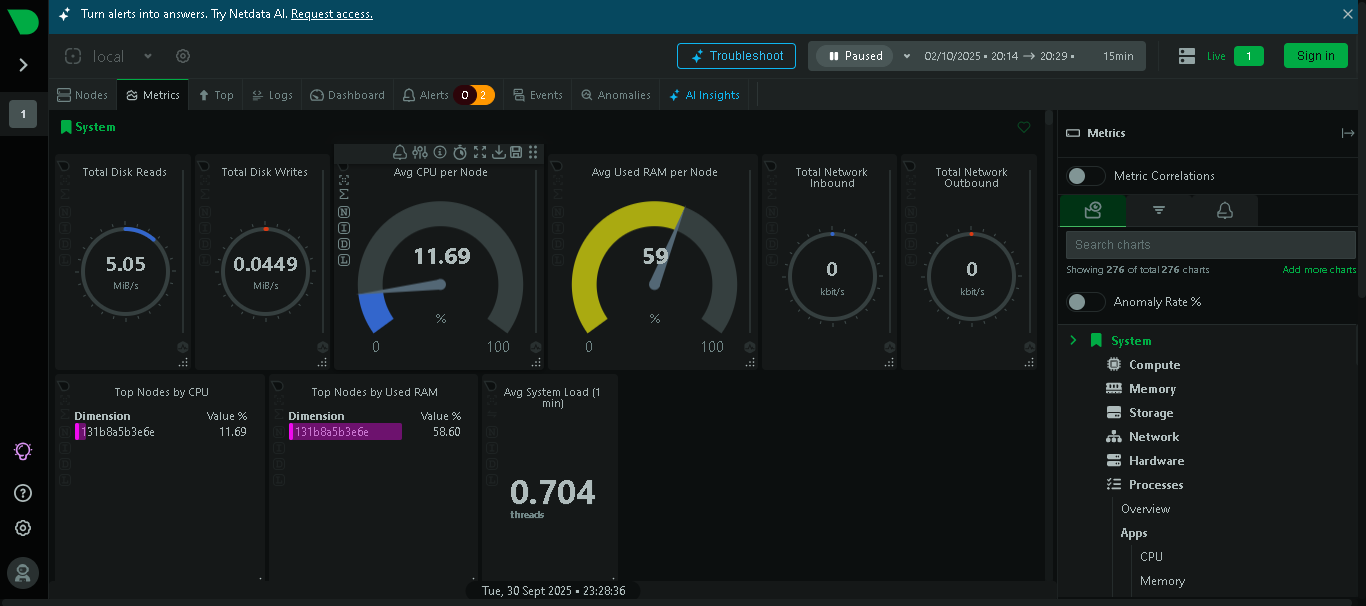 Turn alerts into answers. Try Netdata AI. Request access.
local
Troubleshoot
Paused
02/10/2025 • 20:14 → 20:29 •
15min
Live
1
Sign in
1
Nodes
Metrics
Top
Logs
Dashboard
Alerts
0
2
Events
Anomalies
AI Insights
System
Total Disk Reads
5.05
MiB/s
Total Disk Writes
0.0449
MiB/s
Avg CPU per Node
N
I
D
L
11.69
%
0
100
Avg Used RAM per Node
59
%
0
100
Total Network
Inbound
0
kbit/s
Total Network
Outbound
0
kbit/s
Top Nodes by CPU
Dimension Value %
131b8a5b3e6e 11.69
Top Nodes by Used RAM
Dimension Value %
131b8a5b3e6e 58.60
Avg System Load (1
min)
0.704
threads
Tue, 30 Sept 2025 • 23:28:36
Metrics
Metric Correlations
Search charts
Showing 276 of total 276 charts
Add more charts
Anomaly Rate %
System
Compute
Memory
Storage
Network
Hardware
Processes
Overview
Apps
CPU
Memory